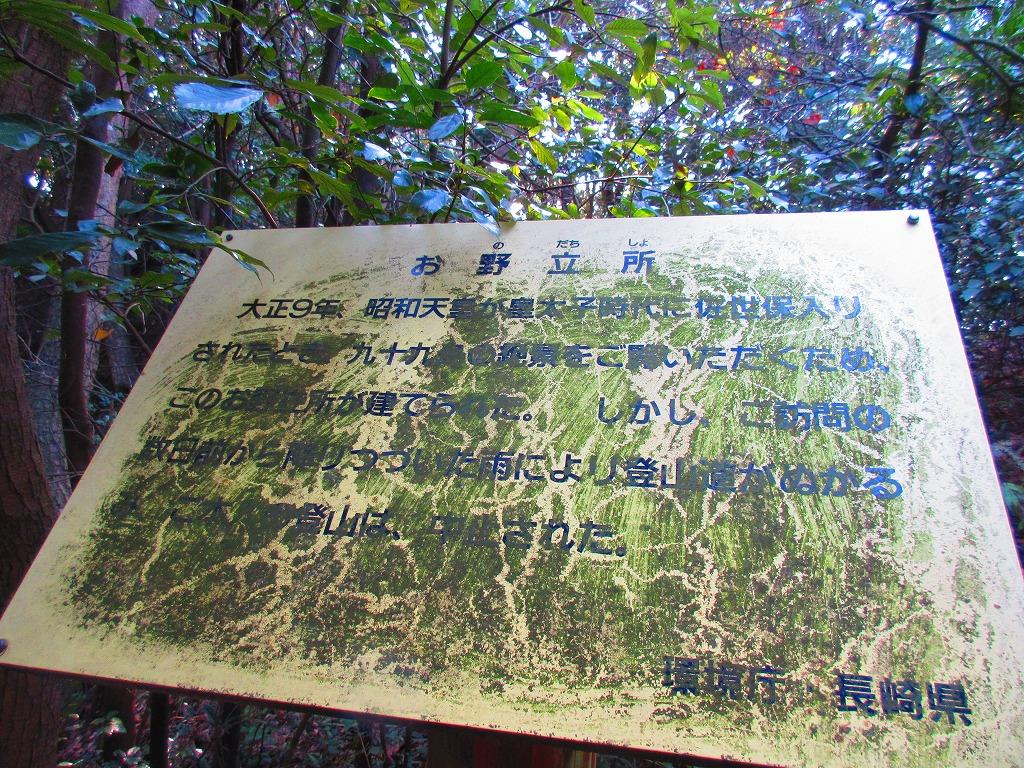 お野立所
のだちしょ
大正9年、昭和天皇が皇太子時代に佐世保入り
されたとき 九十九島の絶景をご覧いただくため、
このお野立所が建てられた。 しかし、ご訪問の
数日前から降りつづいた雨により登山道がぬかる
登山は、中止された。
環境庁・長崎県